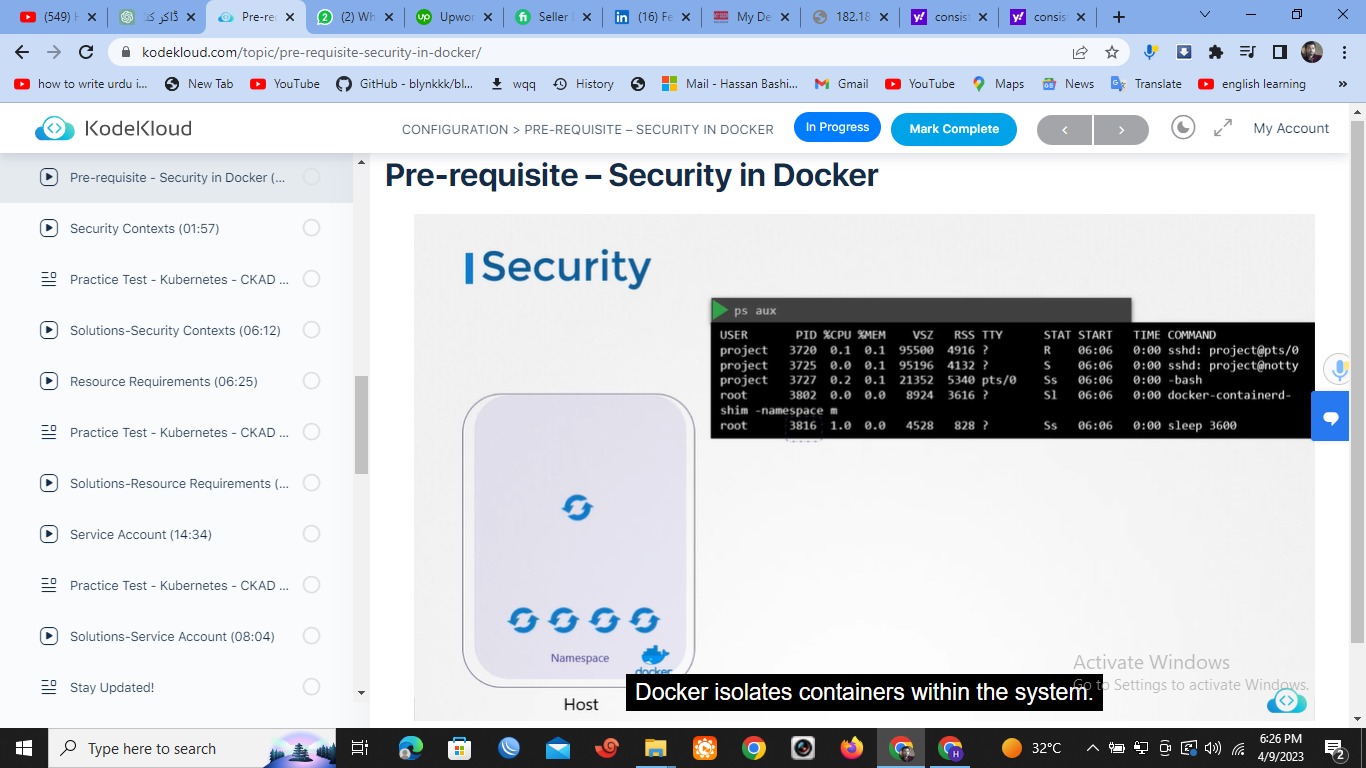 (549) H
ڈاکر کنٹ
Pre-re
(2) Wh
Upwor
Seller
(16) Fe
My De
182.18
consist
consis
kodekloud.com/topic/pre-requisite-security-in-docker/
how to write urdu i...
New Tab
YouTube
GitHub - blynkkk/bl...
wqq
History
Mail - Hassan Bashi...
Gmail
YouTube
Maps
News
Translate
english learning
»
KodeKloud
CONFIGURATION > PRE-REQUISITE – SECURITY IN DOCKER
In Progress
Mark Complete
My Account
Pre-requisite - Security in Docker (...
Security Contexts (01:57)
Practice Test - Kubernetes - CKAD ...
Solutions-Security Contexts (06:12)
Resource Requirements (06:25)
Practice Test - Kubernetes - CKAD ...
Solutions-Resource Requirements (...
Service Account (14:34)
Practice Test - Kubernetes - CKAD ...
Solutions-Service Account (08:04)
Stay Updated!
Pre-requisite – Security in Docker
Security
ps aux
USER PID %CPU %MEM VSZ RSS TTY STAT START TIME COMMAND
project 3720 0.1 0.1 95500 4916 ? R 06:06 0:00 sshd: project@pts/0
project 3725 0.0 0.1 95196 4132 ? S 06:06 0:00 sshd: project@notty
project 3727 0.2 0.1 21352 5340 pts/0 Ss 06:06 0:00 -bash
root 3802 0.0 0.0 8924 3616 ? Sl 06:06 0:00 docker-containerd-
shim -namespace m
root 3816 1.0 0.0 4528 828 ? Ss 06:06 0:00 sleep 3600
Namespace
docker
Host
Docker isolates containers within the system.
Activate Windows
Go to Settings to activate Windows.
Type here to search
32°C
6:26 PM
4/9/2023
2